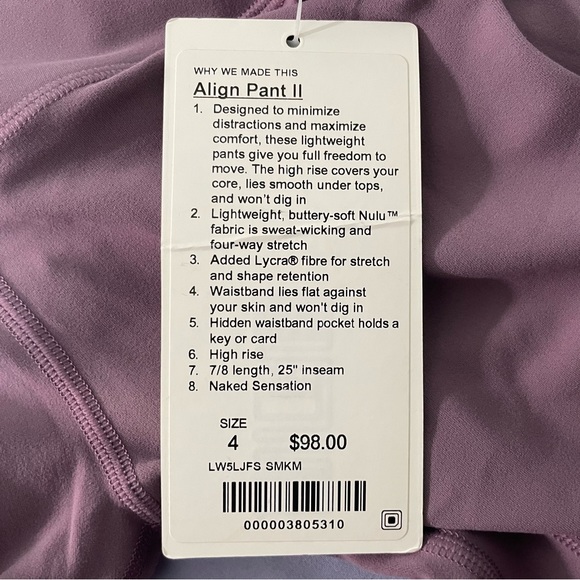 WHY WE MADE THIS
Align Pant II
1. Designed to minimize
distractions and maximize
comfort, these lightweight
pants give you full freedom to
move. The high rise covers your
core, lies smooth under tops,
and won't dig in
2. Lightweight, buttery-soft Nulu™
fabric is sweat-wicking and
four-way stretch
3. Added Lycra® fibre for stretch
and shape retention
4. Waistband lies flat against
your skin and won't dig in
5. Hidden waistband pocket holds a
key or card
6. High rise
7. 7/8 length, 25" inseam
8. Naked Sensation
SIZE
4 $98.00
LW5LJFS SMKM
000003805310